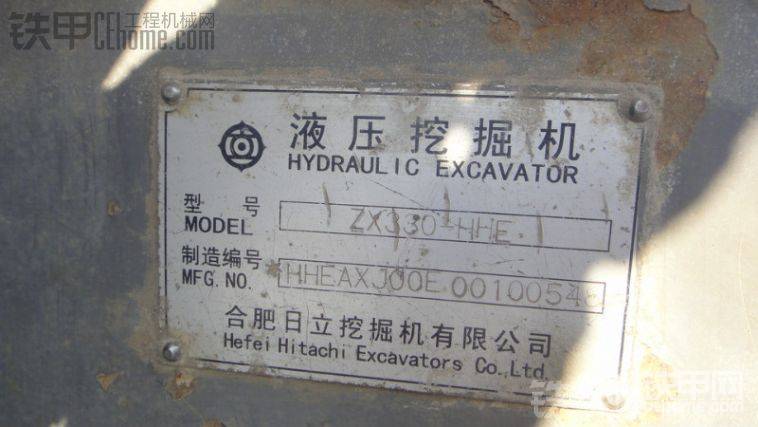 铁甲 工程机械网
CEhome.com
液压挖掘机
HYDRAULIC EXCAVATOR
型号
MODEL ZX330-HHE
制造编号
MFG. NO. *HHEAXJ00E
合肥日立挖掘机有限公司
Hefei Hitachi Excavators Co., Ltd.
铁甲网